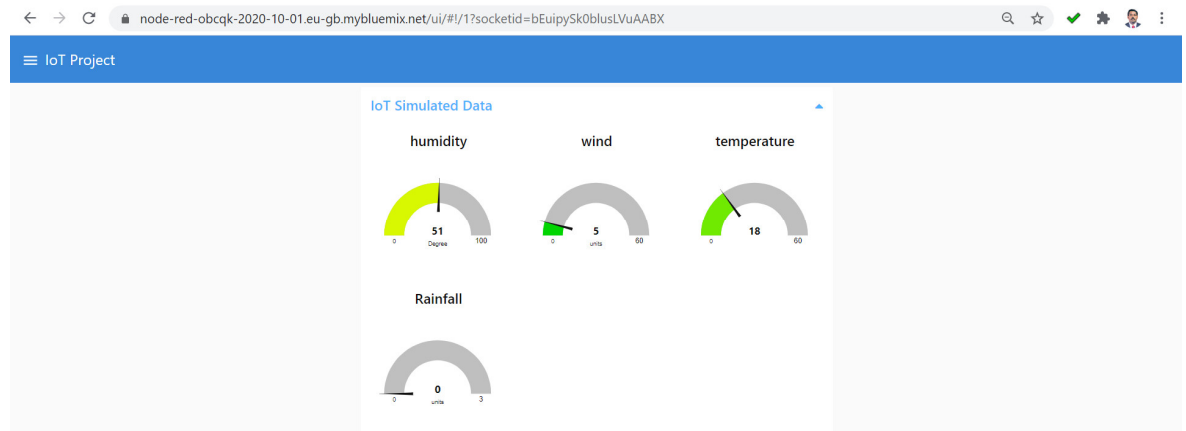 node-red-obcqk-2020-10-01.eu-gb.mybluemix.net/ui/#!/1?socketid=bEuipySk0blusLVuAABX
IoT Project
IoT Simulated Data
humidity wind temperature
51 5 18
0 Degree 100 0 units 60 0 60
Rainfall
0
0 units 3